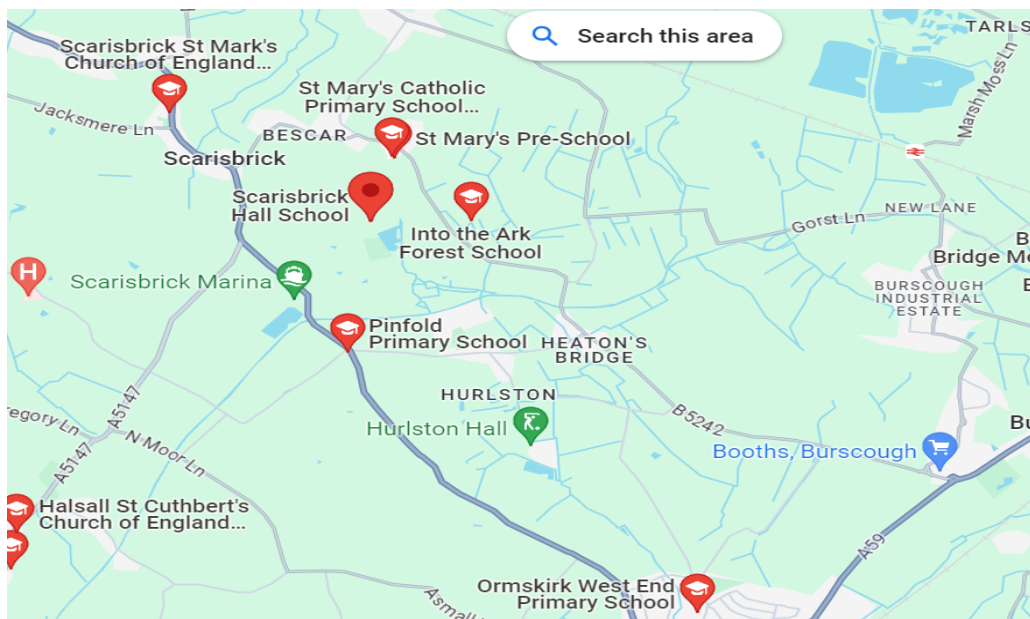 Search this area
TARLS
Scarisbrick St Mark's
Church of England...
St Mary's Catholic
Primary School...
Marsh Moss Ln
Jacksmere Ln
BESCAR
St Mary's Pre-School
Scarisbrick
Scarisbrick
Hall School
Into the Ark
Forest School
NEW LANE
Gorst Ln
B
Bridge Me
H
Scarisbrick Marina
BURSCOUGH
INDUSTRIAL
ESTATE
E
Pinfold
Primary School
HEATON'S
BRIDGE
HURLSTON
A5147
regory Ln
N Moor Ln
Hurlston Hall
B5242
Bu
Booths, Burscough
A5147
Halsall St Cuthbert's
Church of England...
A59
Ormskirk West End
Primary School
Asmall